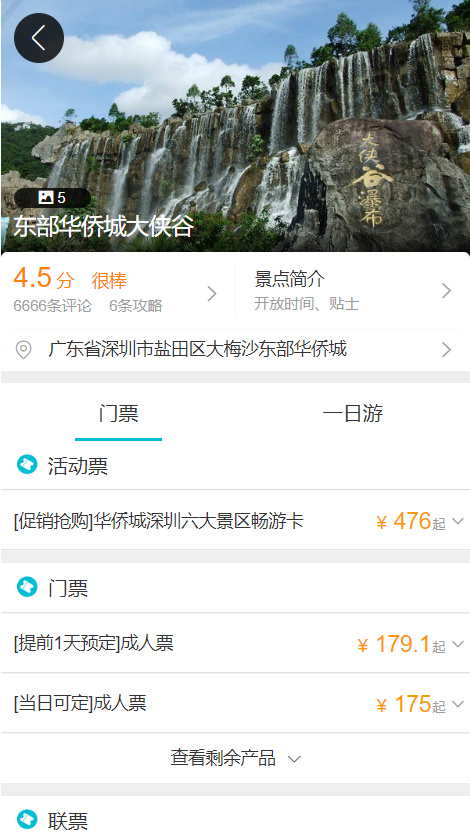 大侠谷瀑布
5
东部华侨城大侠谷
4.5 分 很棒
景点简介
6666条评论 6条攻略
开放时间、贴士
广东省深圳市盐田区大梅沙东部华侨城
门票 一日游
活动票
[促销抢购]华侨城深圳六大景区畅游卡 ¥ 476起
门票
[提前1天预定]成人票 ¥ 179.1起
[当日可定]成人票 ¥ 175起
查看剩余产品
联票